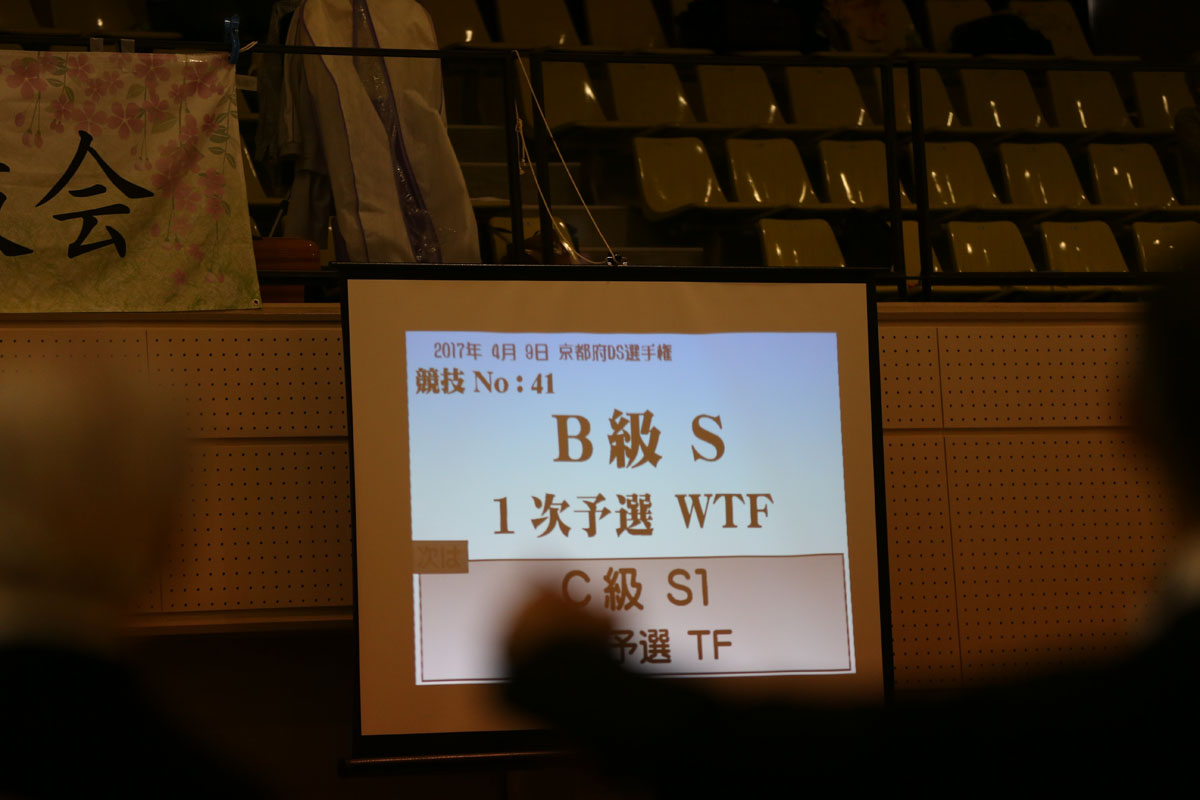 会
2017年 4月 9日 京都府DS選手権
競技 No : 41
B級 S
1次予選 WTF
次は
C級 S1
予選 TF